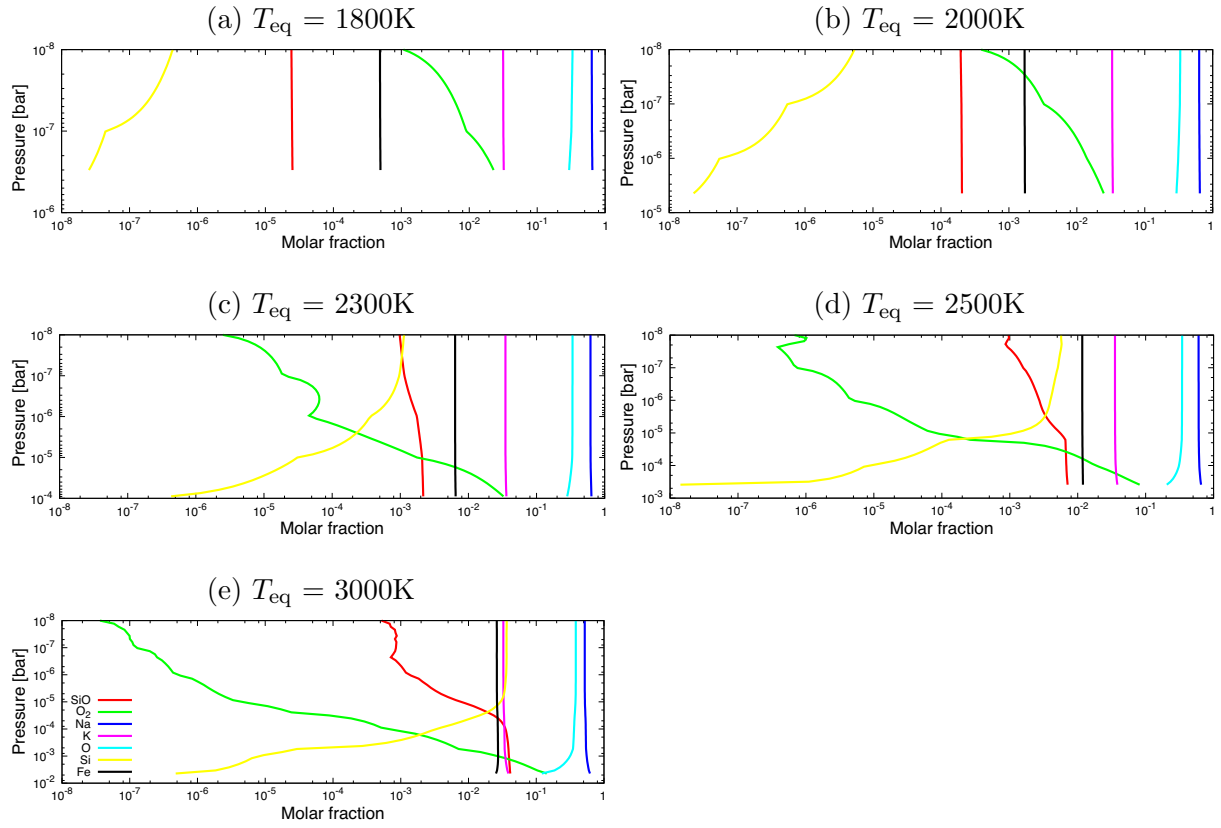 (a) T_eq = 1800K
Pressure [bar]
10^-8
10^-7
10^-6
10^-8 10^-7 10^-6 10^-5 10^-4 10^-3 10^-2 10^-1 1
Molar fraction
(b) T_eq = 2000K
Pressure [bar]
10^-8
10^-7
10^-6
10^-5
10^-8 10^-7 10^-6 10^-5 10^-4 10^-3 10^-2 10^-1 1
Molar fraction
(c) T_eq = 2300K
Pressure [bar]
10^-8
10^-7
10^-6
10^-5
10^-4
10^-8 10^-7 10^-6 10^-5 10^-4 10^-3 10^-2 10^-1 1
Molar fraction
(d) T_eq = 2500K
Pressure [bar]
10^-8
10^-7
10^-6
10^-5
10^-4
10^-3
10^-8 10^-7 10^-6 10^-5 10^-4 10^-3 10^-2 10^-1 1
Molar fraction
(e) T_eq = 3000K
Pressure [bar]
10^-8
10^-7
10^-6
10^-5
10^-4
10^-3
10^-2
SiO
O₂
Na
K
O
Si
Fe
10^-8 10^-7 10^-6 10^-5 10^-4 10^-3 10^-2 10^-1 1
Molar fraction